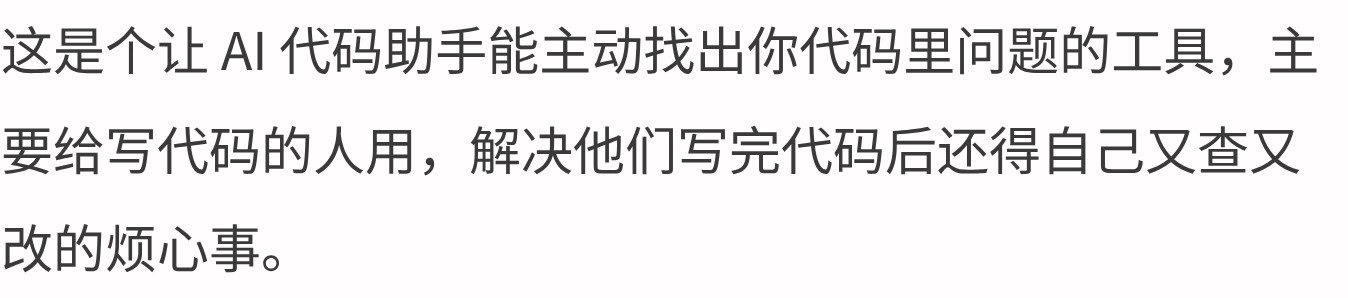 这是个让 AI 代码助手能主动找出你代码里问题的工具，主
要给写代码的人用，解决他们写完代码后还得自己又查又
改的烦心事。